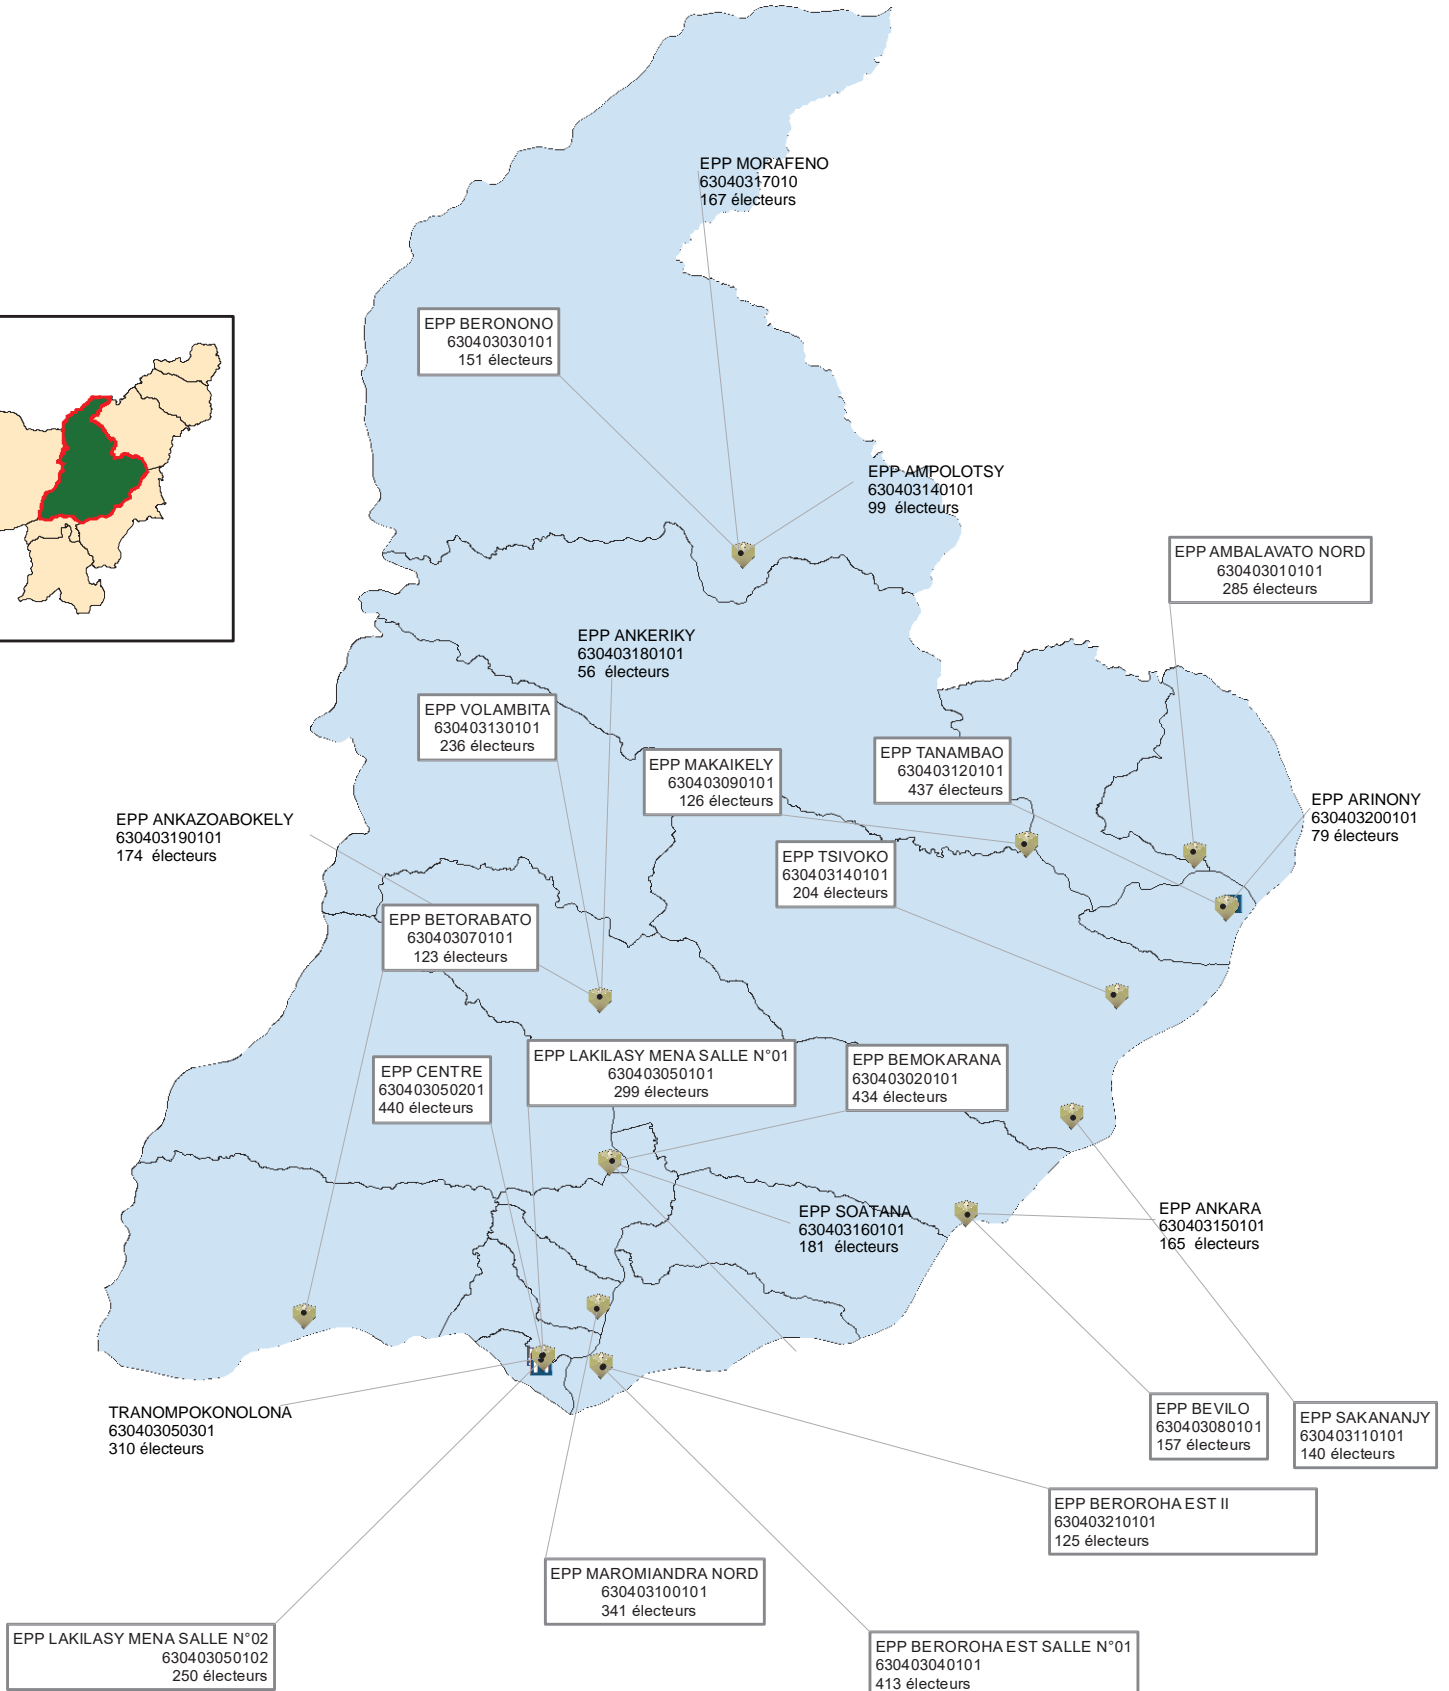 EPP MORAFENO
63040317010
167 électeurs
EPP BERONONO
630403030101
151 électeurs
EPP AMPOLOTSY
630403140101
99 électeurs
EPP AMBALAVATO NORD
630403010101
285 électeurs
EPP ANKERIKY
630403180101
56 électeurs
EPP VOLAMBITA
630403130101
236 électeurs
EPP MAKAIKELY
630403090101
126 électeurs
EPP TANAMBAO
630403120101
437 électeurs
EPP ARINONY
630403200101
79 électeurs
EPP ANKAZOABOKELY
630403190101
174 électeurs
EPP TSIVOKO
630403140101
204 électeurs
EPP BETORABATO
630403070101
123 électeurs
EPP LAKILASY MENA SALLE N°01
630403050101
299 électeurs
EPP BEMOKARANA
630403020101
434 électeurs
EPP CENTRE
630403050201
440 électeurs
EPP SOATANA
630403160101
181 électeurs
EPP ANKARA
630403150101
165 électeurs
TRANOMPOKONOLONA
630403050301
310 électeurs
EPP BEVILO
630403080101
157 électeurs
EPP SAKANANJY
630403110101
140 électeurs
EPP BEROROHA EST II
630403210101
125 électeurs
EPP MAROMIANDRA NORD
630403100101
341 électeurs
EPP LAKILASY MENA SALLE N°02
630403050102
250 électeurs
EPP BEROROHA EST SALLE N°01
630403040101
413 électeurs